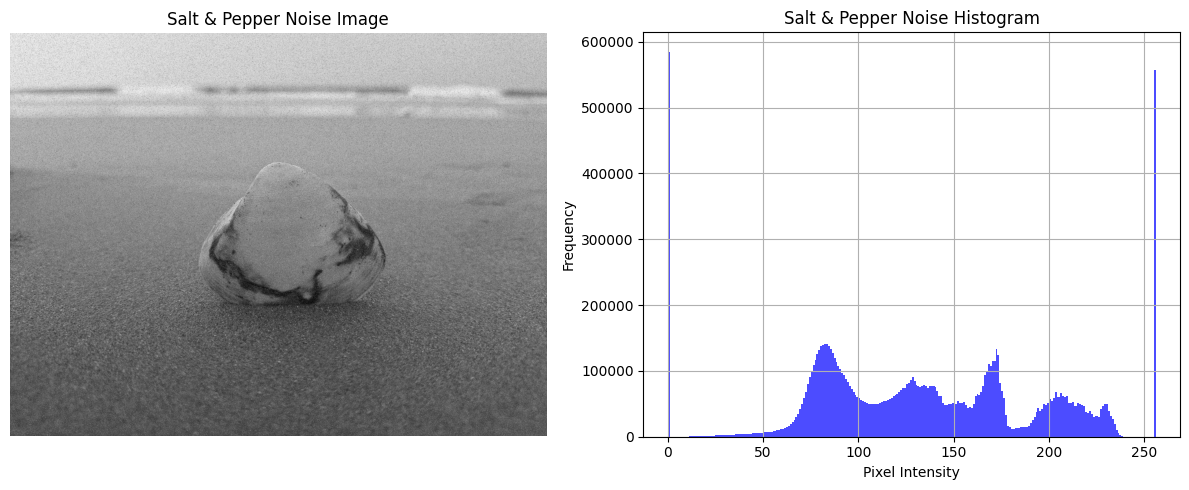 Salt & Pepper Noise Image
Salt & Pepper Noise Histogram
600000
500000
400000
300000
200000
100000
0
Frequency
0 50 100 150 200 250
Pixel Intensity